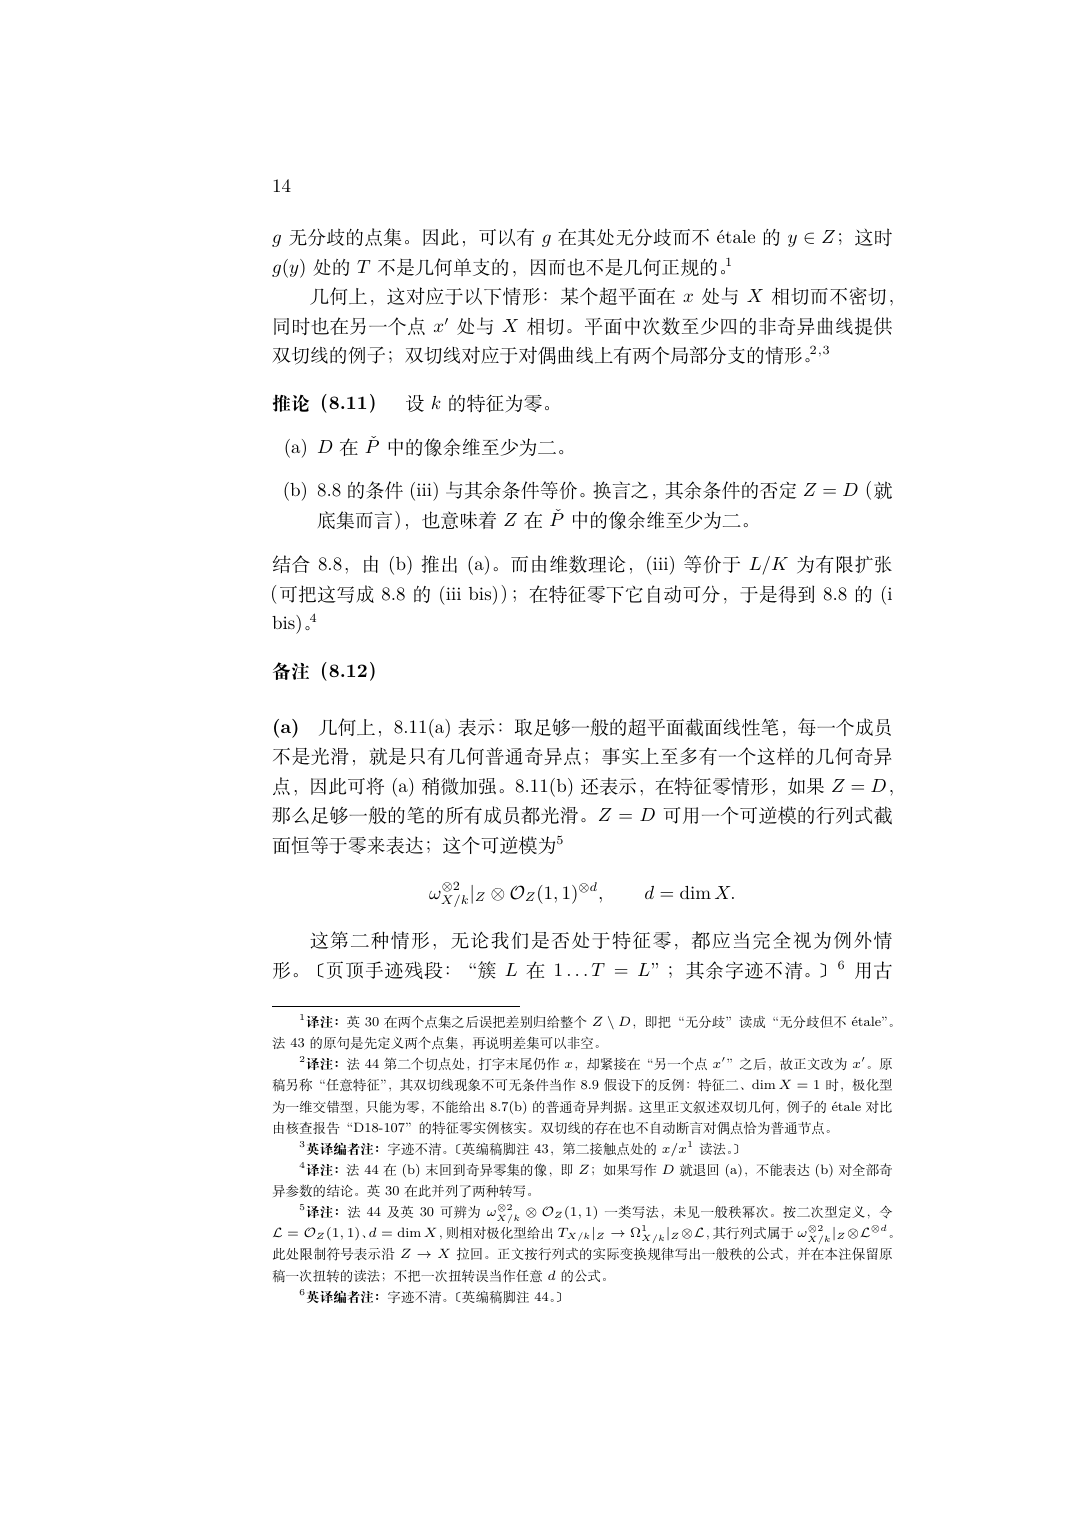 14
g 无分歧的点集。因此，可以有 g 在其处无分歧而不 étale 的 y ∈ Z；这时
g(y) 处的 T 不是几何单支的，因而也不是几何正规的。¹
几何上，这对应于以下情形：某个超平面在 x 处与 X 相切而不密切，
同时也在另一个点 x′ 处与 X 相切。平面中次数至少四的非奇异曲线提供
双切线的例子；双切线对应于对偶曲线上有两个局部分支的情形。²,³
推论（8.11） 设 k 的特征为零。
(a) D 在 P̌ 中的像余维至少为二。
(b) 8.8 的条件 (iii) 与其余条件等价。换言之，其余条件的否定 Z = D（就
底集而言），也意味着 Z 在 P̌ 中的像余维至少为二。
结合 8.8，由 (b) 推出 (a)。而由维数理论，(iii) 等价于 L/K 为有限扩张
（可把这写成 8.8 的 (iii bis)）；在特征零下它自动可分，于是得到 8.8 的 (i
bis)。⁴
备注（8.12）
(a) 几何上，8.11(a) 表示：取足够一般的超平面截面线性笔，每一个成员
不是光滑，就是只有几何普通奇异点；事实上至多有一个这样的几何奇异
点，因此可将 (a) 稍微加强。8.11(b) 还表示，在特征零情形，如果 Z = D，
那么足够一般的笔的所有成员都光滑。Z = D 可用一个可逆模的行列式截
面恒等于零来表达；这个可逆模为⁵
ω_{X/k}^{⊗2}|_Z ⊗ 𝒪_Z(1, 1)^{⊗d}, d = dim X.
这第二种情形，无论我们是否处于特征零，都应当完全视为例外情
形。〔页顶手迹残段：“簇 L 在 1 . . . T = L”；其余字迹不清。〕⁶ 用古
¹译注：英 30 在两个点集之后误把差别归给整个 Z \ D，即把“无分歧”读成“无分歧但不 étale”。
法 43 的原句是先定义两个点集，再说明差集可以非空。
²译注：法 44 第二个切点处，打字末尾仍作 x，却紧接在“另一个点 x′”之后，故正文改为 x′。原
稿另称“任意特征”，其双切线现象不可无条件当作 8.9 假设下的反例：特征二、dim X = 1 时，极化型
为一维交错型，只能为零，不能给出 8.7(b) 的普通奇异判据。这里正文叙述双切几何，例子的 étale 对比
由核查报告“D18-107”的特征零实例核实。双切线的存在也不自动断言对偶点恰为普通节点。
³英译编者注：字迹不清。〔英编稿脚注 43，第二接触点处的 x/x¹ 读法。〕
⁴译注：法 44 在 (b) 末回到奇异零集的像，即 Z；如果写作 D 就退回 (a)，不能表达 (b) 对全部奇
异参数的结论。英 30 在此并列了两种转写。
⁵译注：法 44 及英 30 可辨为 ω_{X/k}^{⊗2} ⊗ 𝒪_Z(1, 1) 一类写法，未见一般秩幂次。按二次型定义，令
ℒ = 𝒪_Z(1, 1), d = dim X，则相对极化型给出 T_{X/k}|_Z → Ω^1_{X/k}|_Z ⊗ ℒ，其行列式属于 ω_{X/k}^{⊗2}|_Z ⊗ ℒ^{⊗d}。
此处限制符号表示沿 Z → X 拉回。正文按行列式的实际变换规律写出一般秩的公式，并在本注保留原
稿一次扭转的读法；不把一次扭转误当作任意 d 的公式。
⁶英译编者注：字迹不清。〔英编稿脚注 44。〕